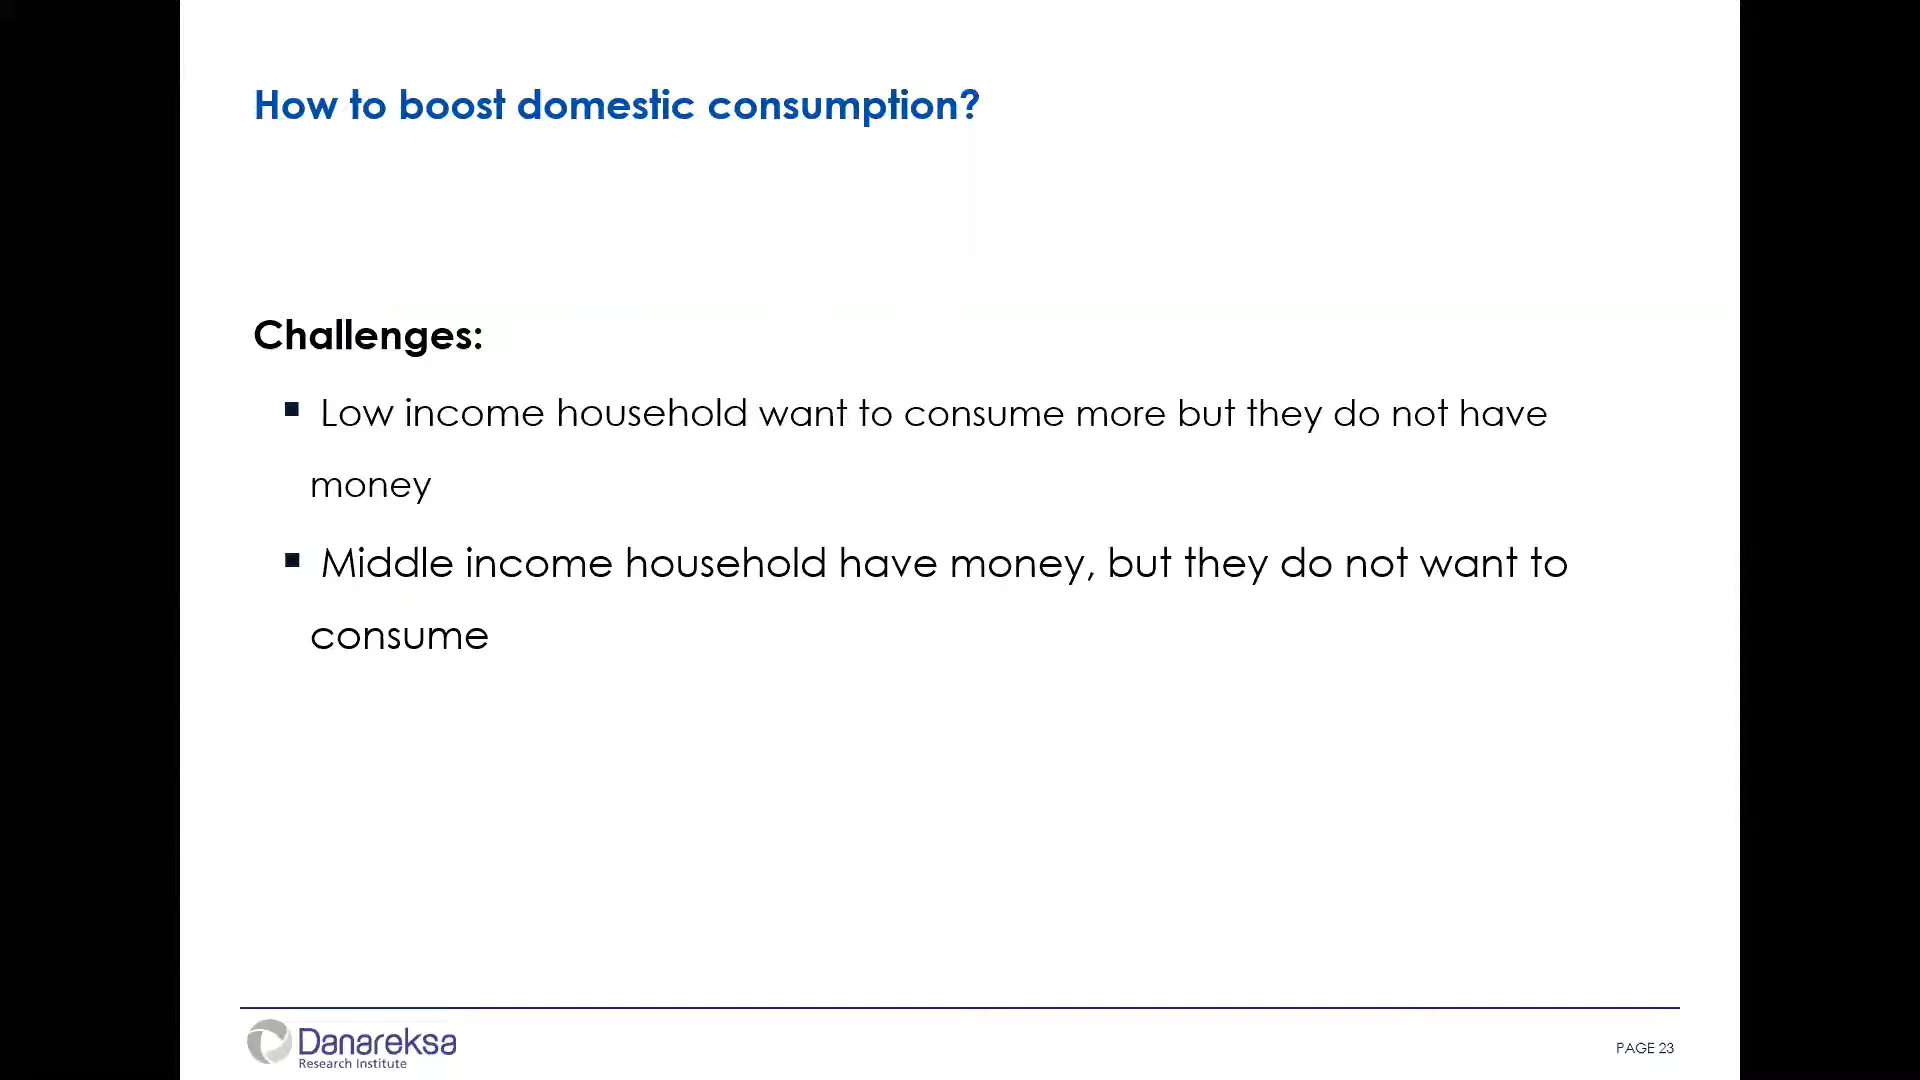 How to boost domestic consumption?
Challenges:
▪ Low income household want to consume more but they do not have
money
▪ Middle income household have money, but they do not want to
consume
Danareksa
Research Institute
PAGE 23